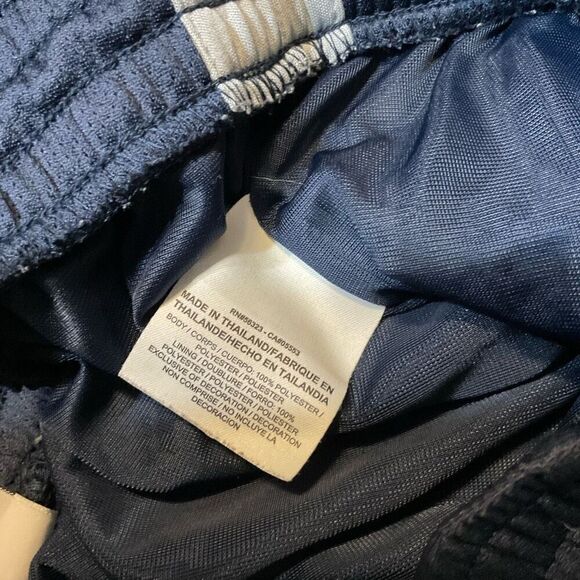 RN#56323 - CA#05553
MADE IN THAILAND/FABRIQUE EN
THAILANDE/HECHO EN TAILANDIA
BODY / CORPS / CUERPO: 100% POLYESTER /
POLYESTER / POLIESTER
LINING / DOUBLURE / FORRO: 100%
POLYESTER / POLYESTER / POLIESTER
EXCLUSIVE OF DECORATION / DECORATION
NON COMPRISE / NO INCLUYE LA
DECORACION